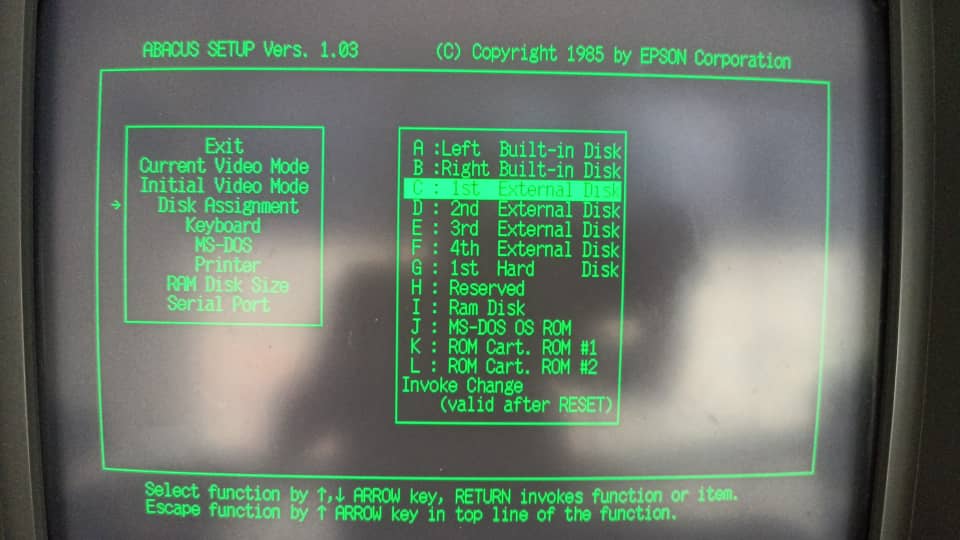 ABACUS SETUP Vers. 1.03 (C) Copyright 1985 by EPSON Corporation
Exit
Current Video Mode
Initial Video Mode
→ Disk Assignment
Keyboard
MS-DOS
Printer
RAM Disk Size
Serial Port
A :Left Built-in Disk
B :Right Built-in Disk
C : 1st External Disk
D : 2nd External Disk
E : 3rd External Disk
F : 4th External Disk
G : 1st Hard Disk
H : Reserved
I : Ram Disk
J : MS-DOS OS ROM
K : ROM Cart. ROM #1
L : ROM Cart. ROM #2
Invoke Change
(valid after RESET)
Select function by ↑,↓ ARROW key, RETURN invokes function or item.
Escape function by ↑ ARROW key in top line of the function.